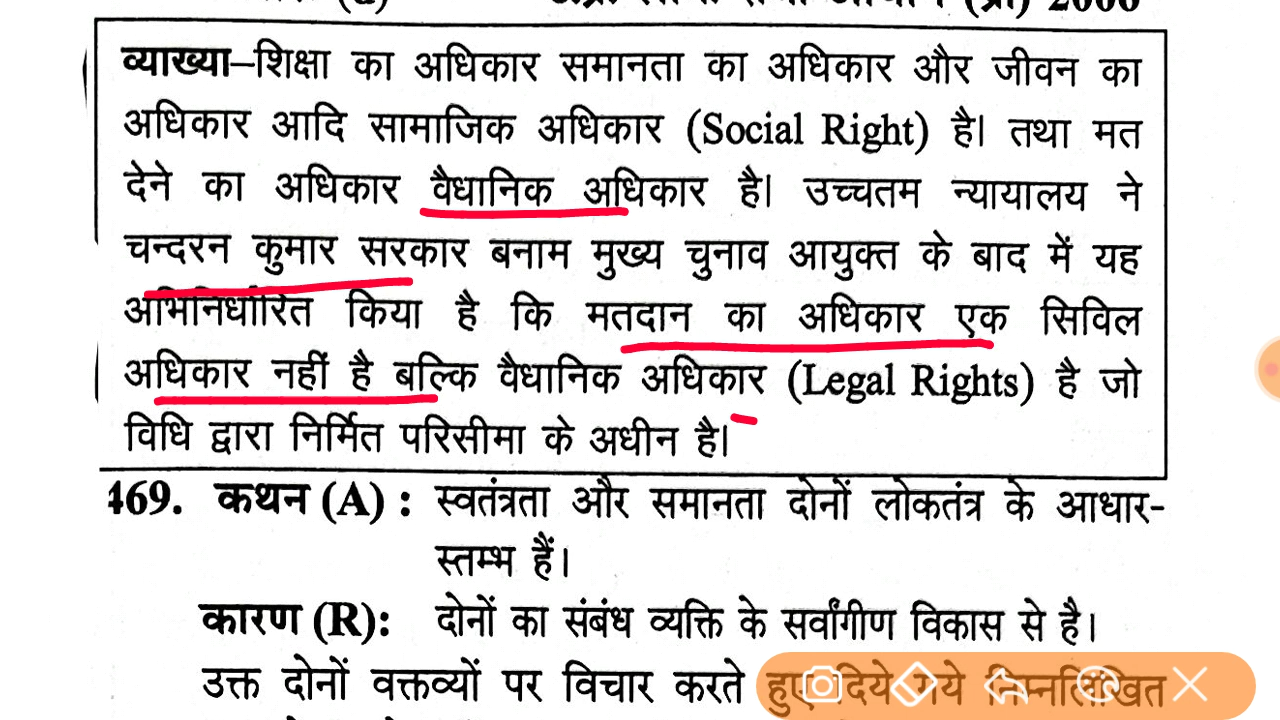 2006
व्याख्या–शिक्षा का अधिकार समानता का अधिकार और जीवन का
अधिकार आदि सामाजिक अधिकार (Social Right) है। तथा मत
देने का अधिकार वैधानिक अधिकार है। उच्चतम न्यायालय ने
चन्दरन कुमार सरकार बनाम मुख्य चुनाव आयुक्त के बाद में यह
अभिनिर्धारित किया है कि मतदान का अधिकार एक सिविल
अधिकार नहीं है बल्कि वैधानिक अधिकार (Legal Rights) है जो
विधि द्वारा निर्मित परिसीमा के अधीन है।
469. कथन (A) : स्वतंत्रता और समानता दोनों लोकतंत्र के आधार-
स्तम्भ हैं।
कारण (R): दोनों का संबंध व्यक्ति के सर्वांगीण विकास से है।
उक्त दोनों वक्तव्यों पर विचार करते हुए दिये गये निम्नलिखित